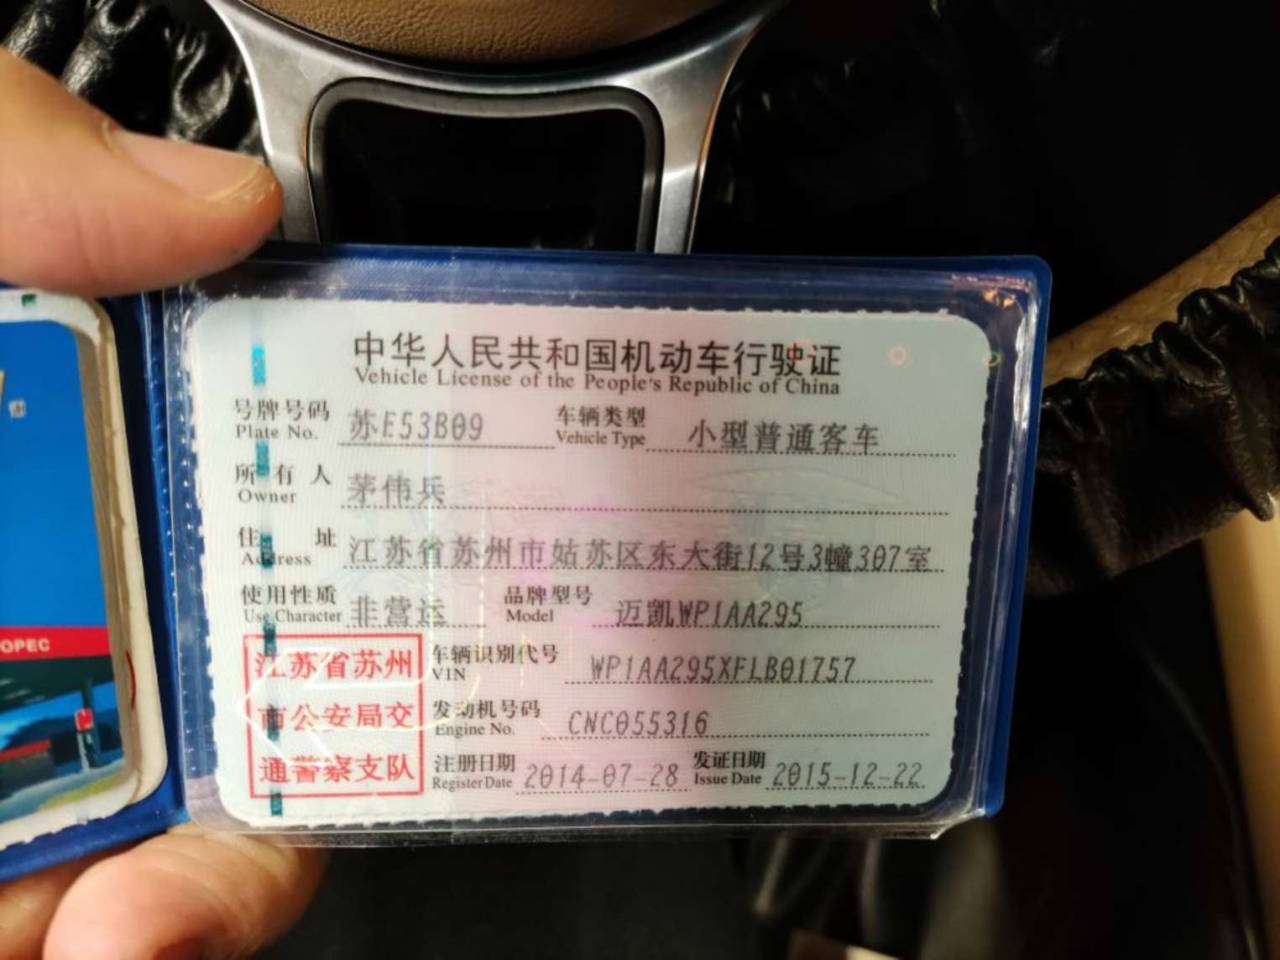 中华人民共和国机动车行驶证
Vehicle License of the People's Republic of China
号牌号码 苏E53B09 车辆类型 小型普通客车
Plate No. Vehicle Type
所有人 茅伟兵
Owner
住址 江苏省苏州市姑苏区东大街12号3幢307室
Address
使用性质 非营运 品牌型号 迈凯WP1AA295
Use Character Model
江苏省苏州
市公安局交
通警察支队
车辆识别代号 WP1AA295XFLB01757
VIN
发动机号码 CNC055316
Engine No.
注册日期 2014-07-28 发证日期 2015-12-22
Register Date Issue Date
OPEC